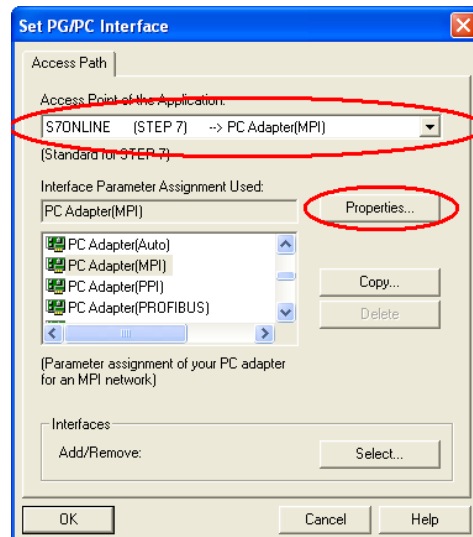 Set PG/PC Interface
Access Path
Access Point of the Application:
S7ONLINE (STEP 7) --> PC Adapter(MPI)
(Standard for STEP 7)
Interface Parameter Assignment Used:
PC Adapter(MPI)
Properties...
PC Adapter(Auto)
PC Adapter(MPI)
PC Adapter(PPI)
PC Adapter(PROFIBUS)
Copy...
Delete
(Parameter assignment of your PC adapter
for an MPI network)
Interfaces
Add/Remove:
Select...
OK
Cancel
Help